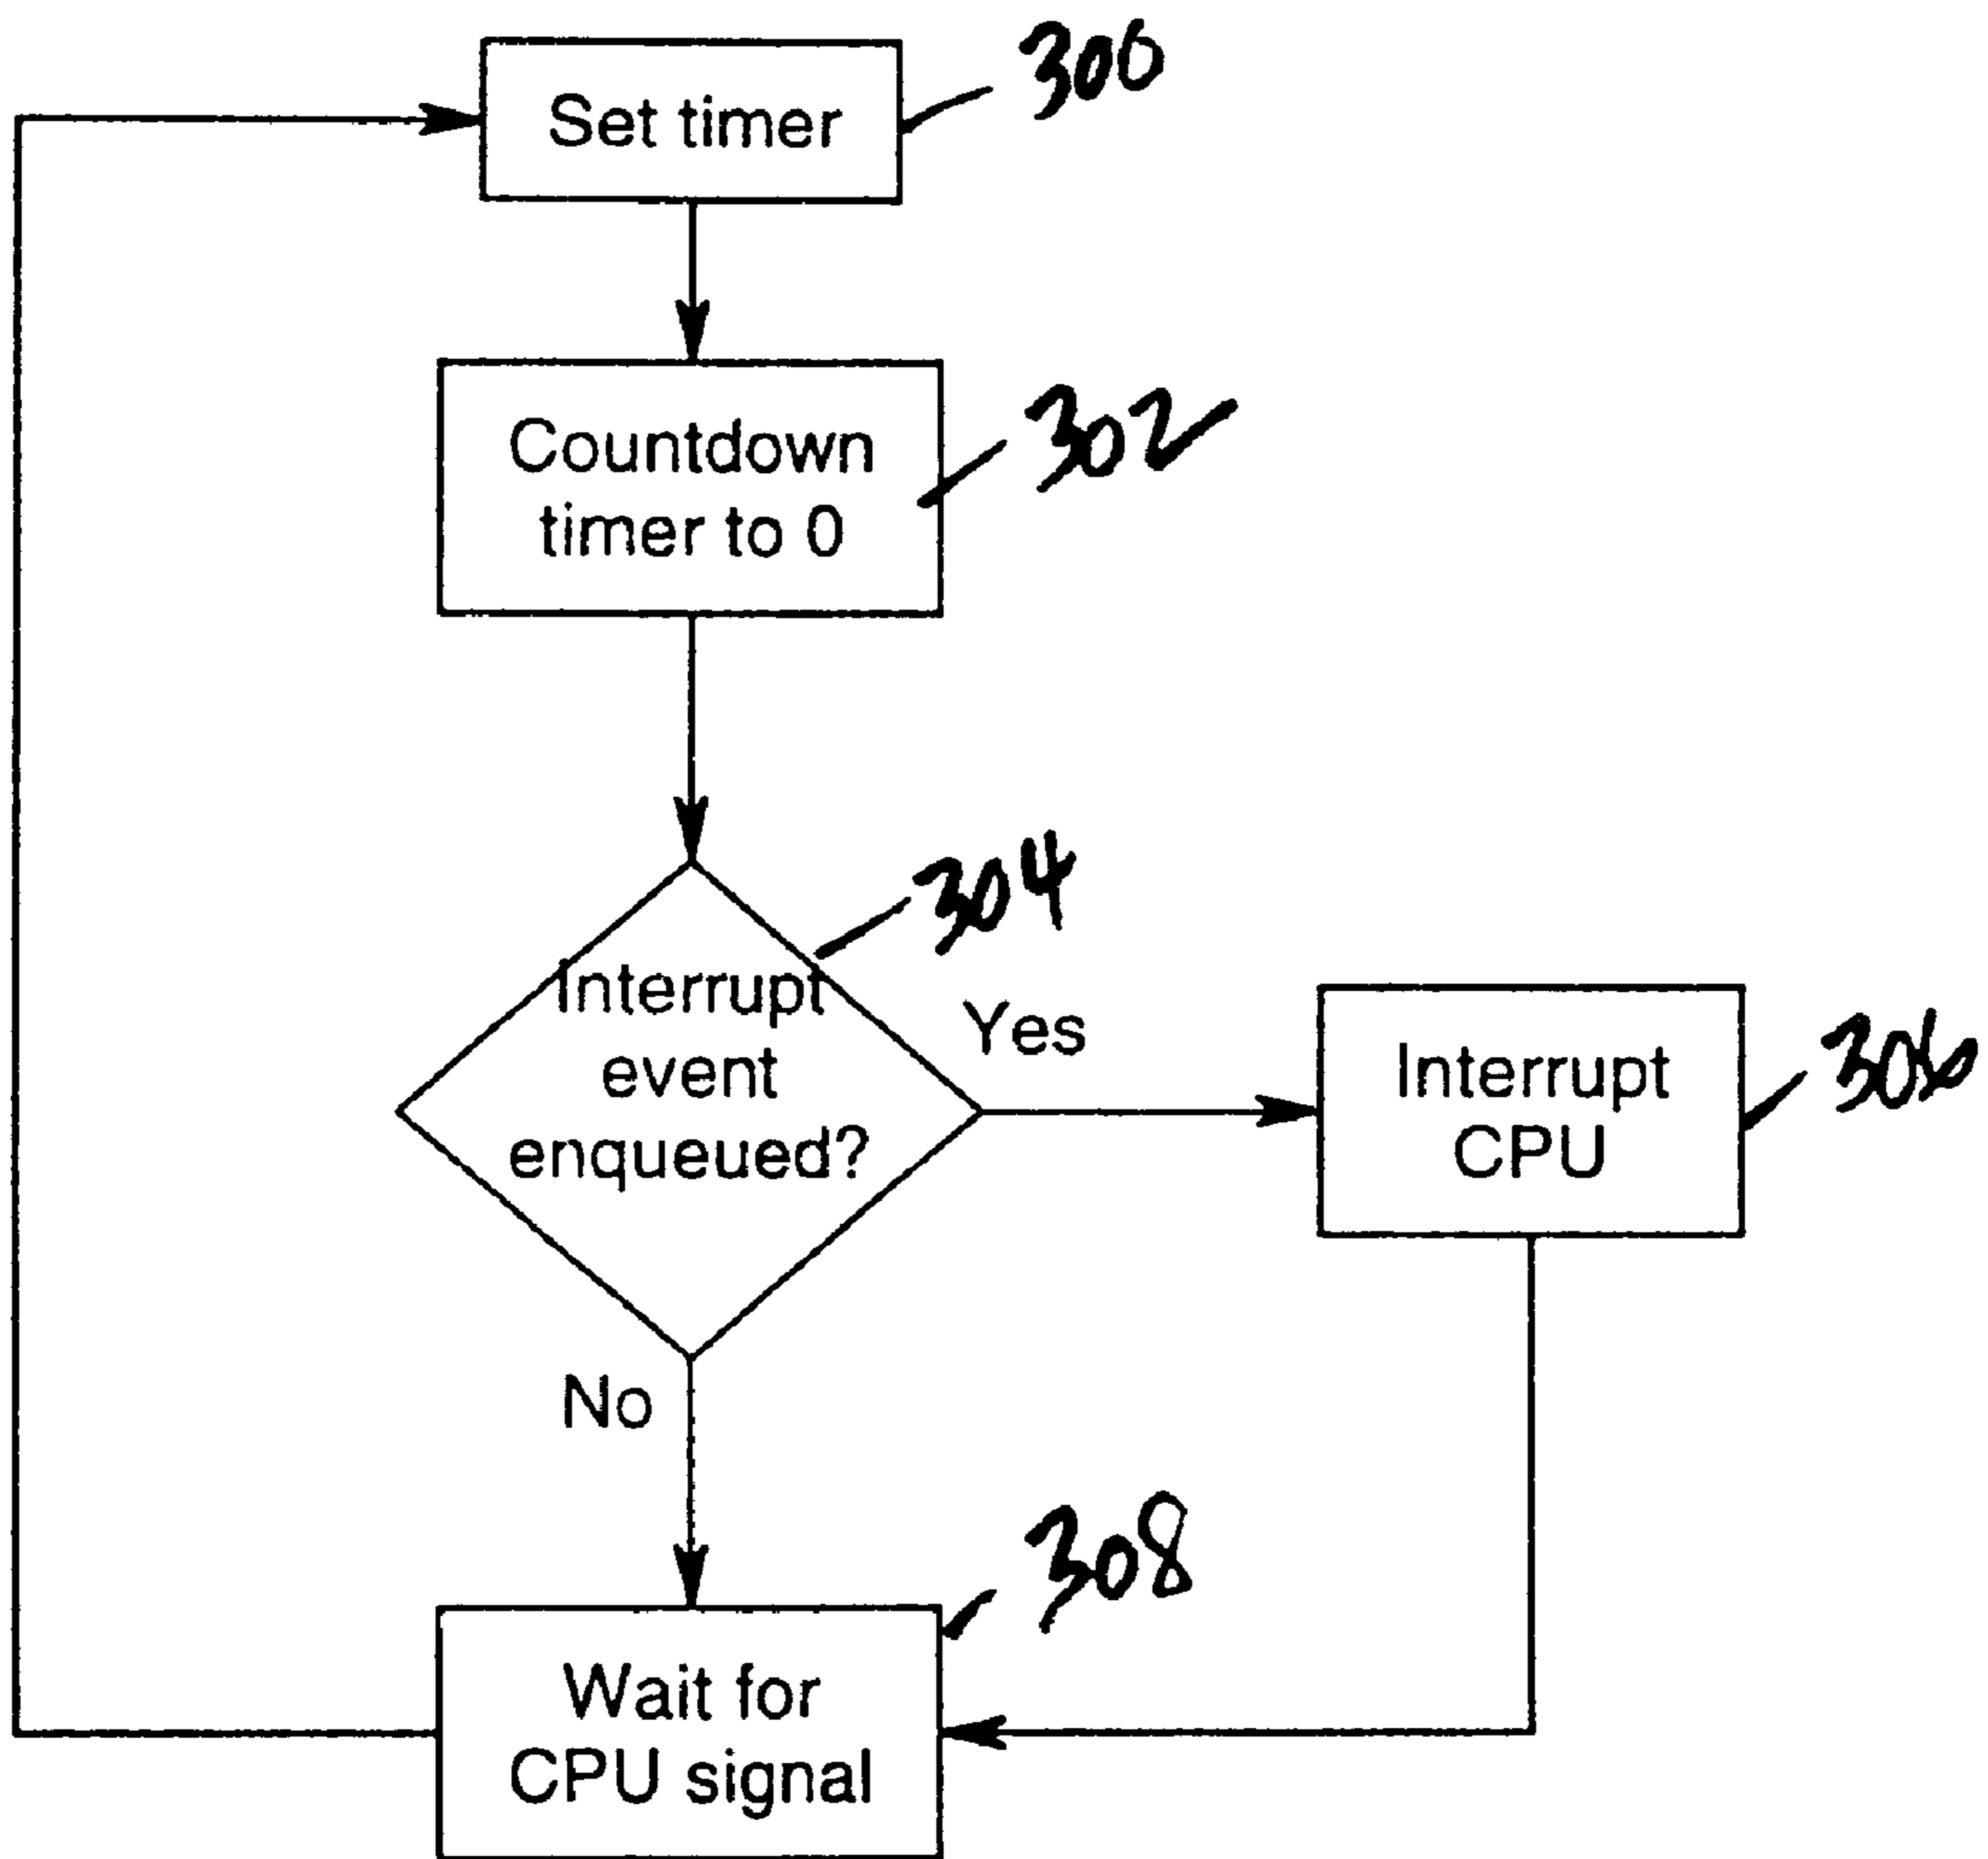 Set timer
300
Countdown
timer to 0
302
304
Interrupt
event
enqueued?
Yes
No
Interrupt
CPU
306
308
Wait for
CPU signal